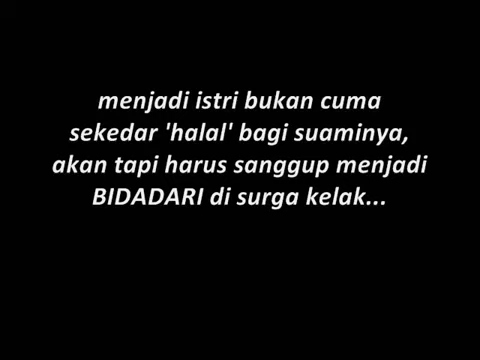 menjadi istri bukan cuma
sekedar 'halal' bagi suaminya,
akan tapi harus sanggup menjadi
BIDADARI di surga kelak...